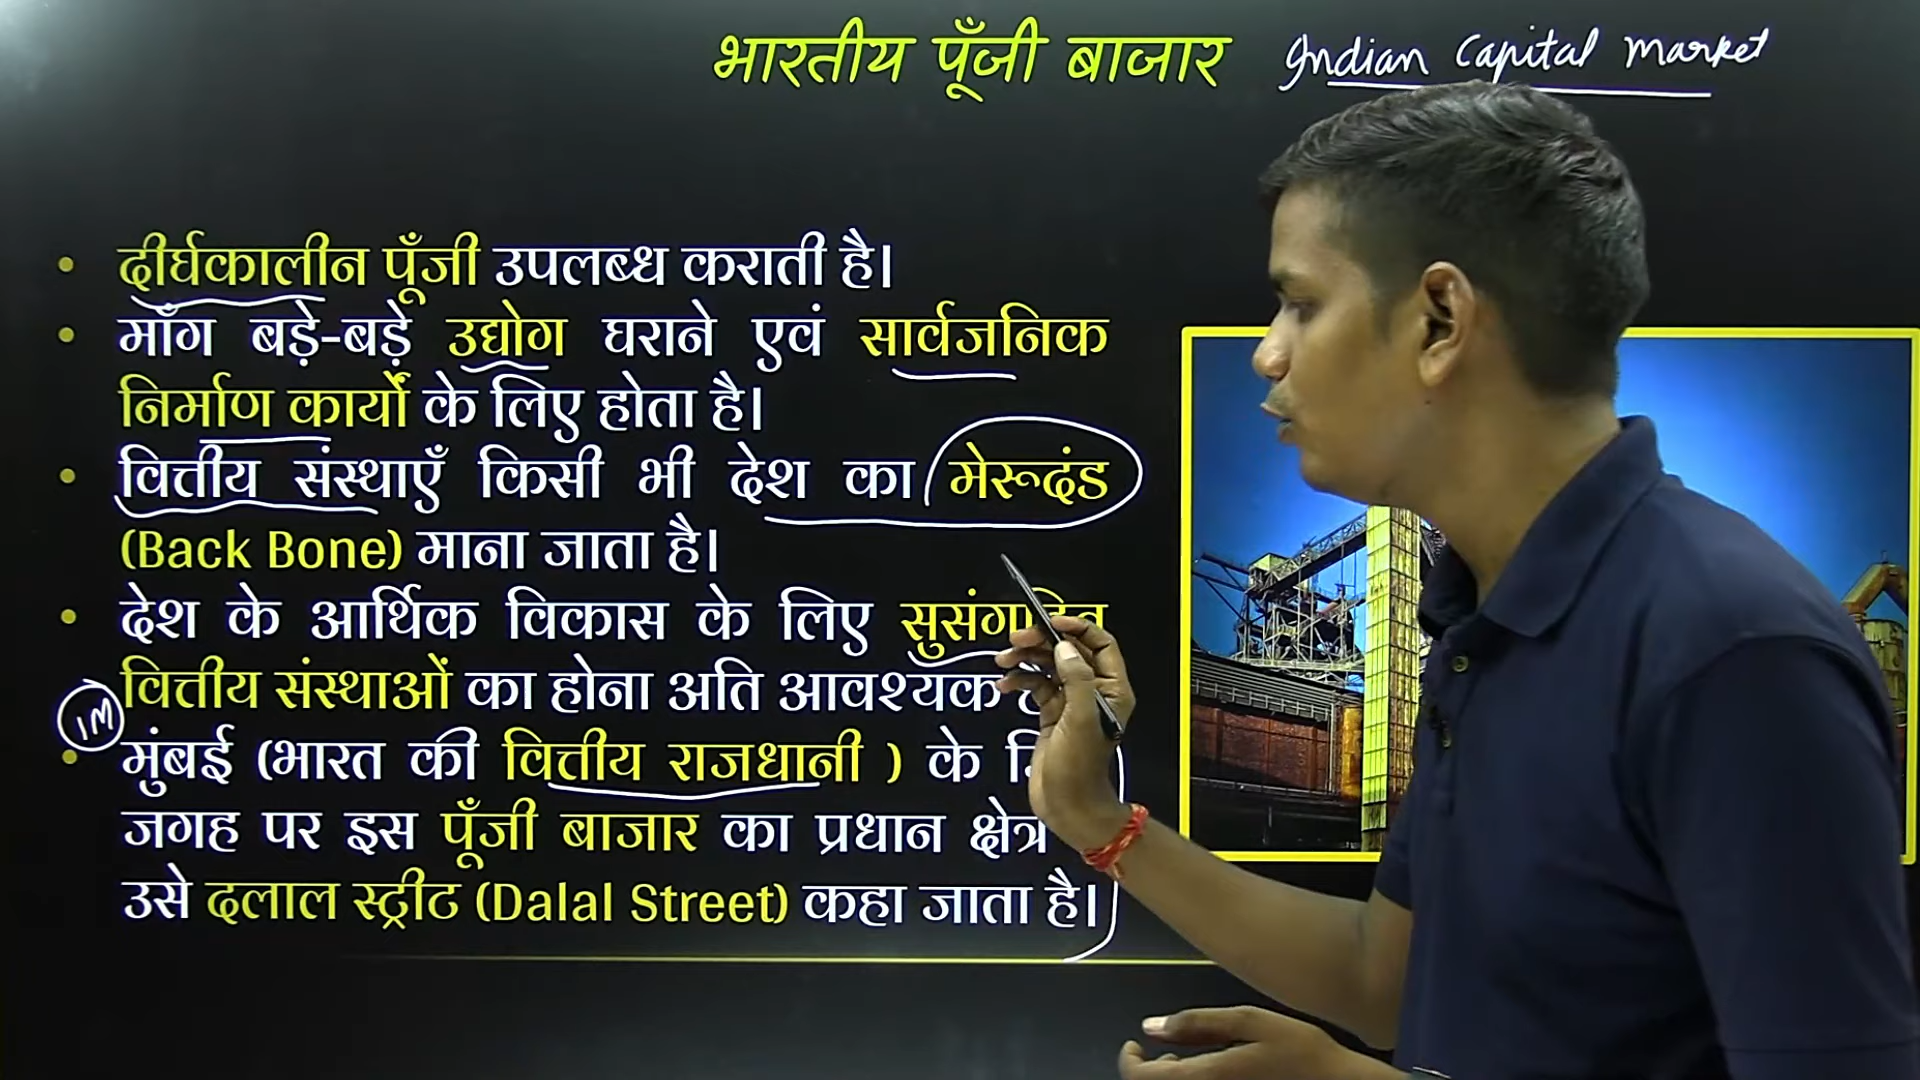 भारतीय पूँजी बाजार Indian Capital Market
• दीर्घकालीन पूँजी उपलब्ध कराती है।
• माँग बड़े-बड़े उद्योग घराने एवं सार्वजनिक
निर्माण कार्यों के लिए होता है।
• वित्तीय संस्थाएँ किसी भी देश का मेरूदंड
(Back Bone) माना जाता है।
• देश के आर्थिक विकास के लिए
वित्तीय संस्थाओं का होना अति आवश्यक
1M
• मुंबई (भारत की वित्तीय राजधानी ) के
जगह पर इस पूँजी बाजार का प्रधान क्षेत्र
उसे दलाल स्ट्रीट (Dalal Street) कहा जाता है।